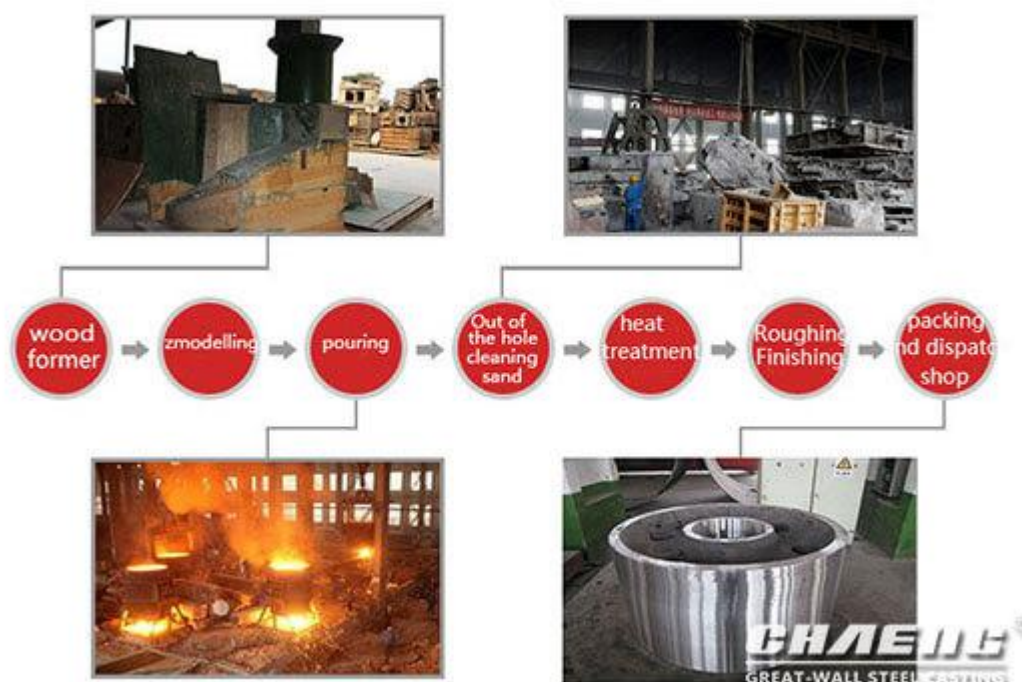 wood
former
zmodelling
pouring
Out of
the hole
cleaning
sand
heat
treatment
Roughing
Finishing
packing
nd dispatc
shop
CHAENG
GREAT-WALL STEEL CASTING